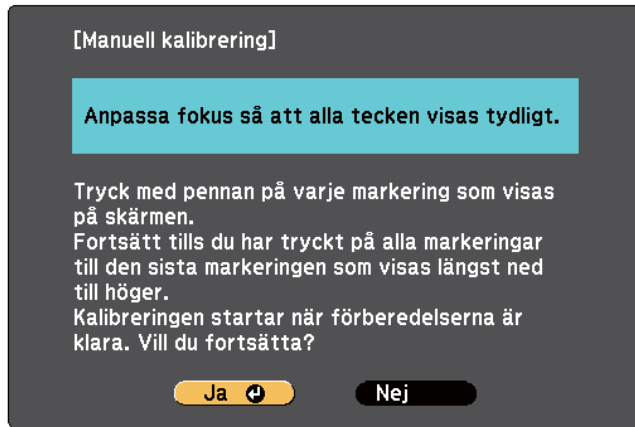 [Manuell kalibrering]
Anpassa fokus så att alla tecken visas tydligt.
Tryck med pennan på varje markering som visas
på skärmen.
Fortsätt tills du har tryckt på alla markeringar
till den sista markeringen som visas längst ned
till höger.
Kalibreringen startar när förberedelserna är
klara. Vill du fortsätta?
Ja Nej